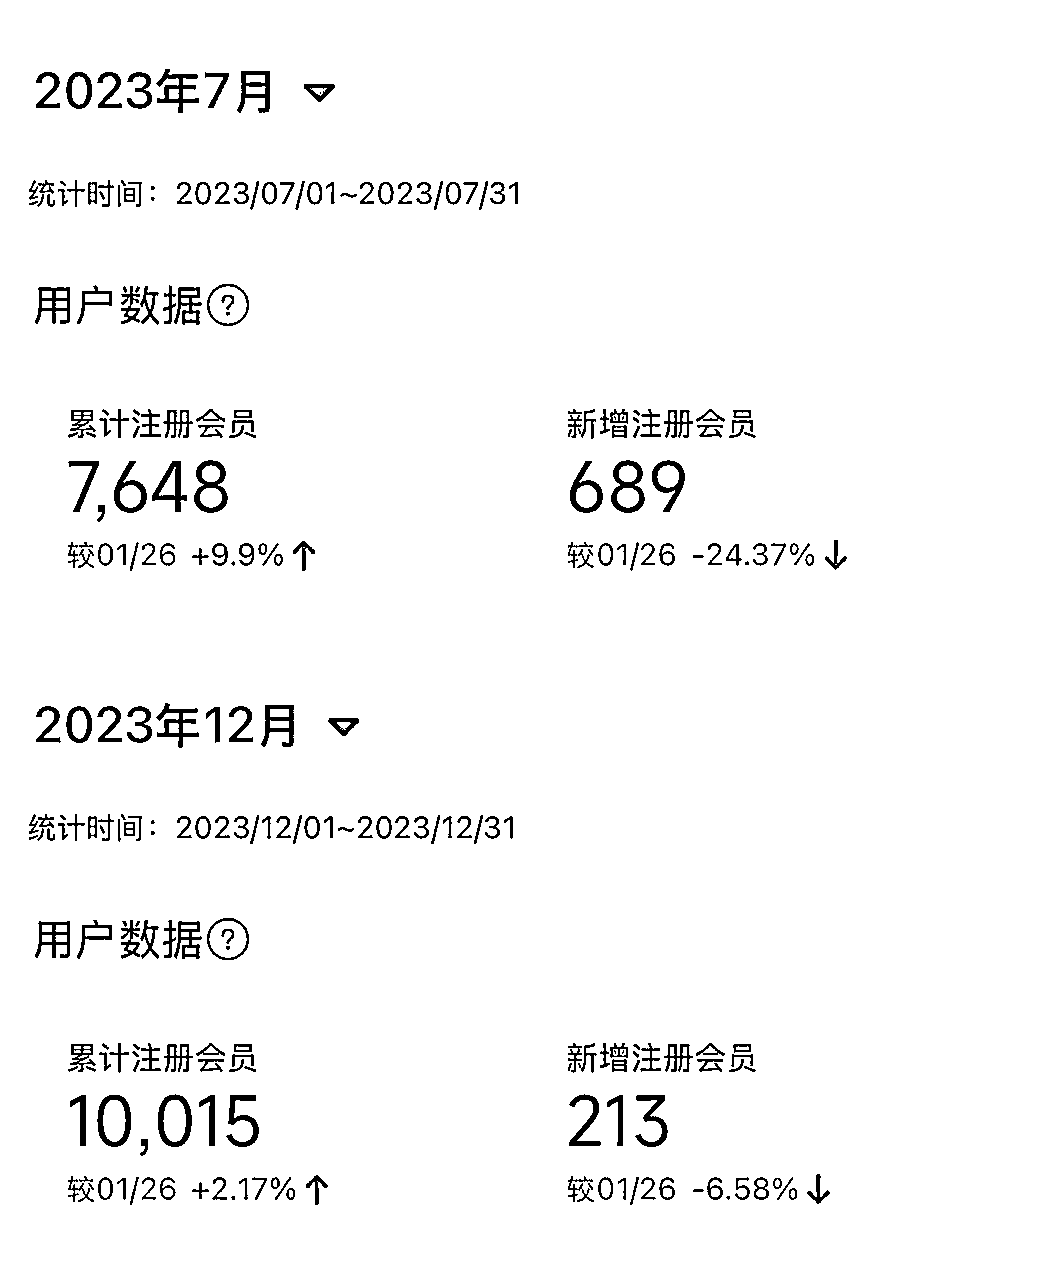 2023年7月
统计时间：2023/07/01~2023/07/31
用户数据?
累计注册会员 新增注册会员
7,648 689
较01/26 +9.9%↑ 较01/26 -24.37%↓
2023年12月
统计时间：2023/12/01~2023/12/31
用户数据?
累计注册会员 新增注册会员
10,015 213
较01/26 +2.17%↑ 较01/26 -6.58%↓